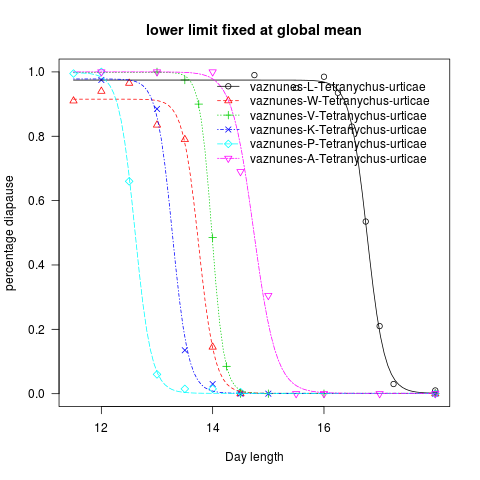 lower limit fixed at global mean
percentage diapause
1.0
0.8
0.6
0.4
0.2
0.0
vaznunes-L-Tetranychus-urticae
vaznunes-W-Tetranychus-urticae
vaznunes-V-Tetranychus-urticae
vaznunes-K-Tetranychus-urticae
vaznunes-P-Tetranychus-urticae
vaznunes-A-Tetranychus-urticae
12 14 16
Day length